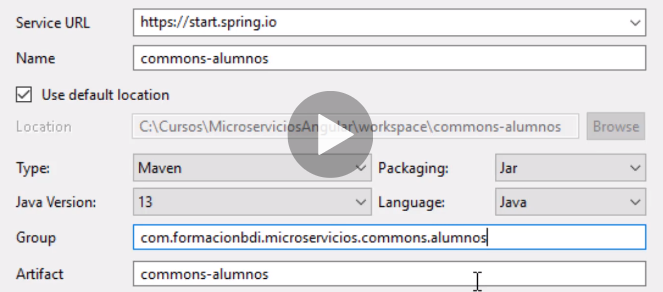 Service URL https://start.spring.io
Name commons-alumnos
Use default location
Location C:\Cursos\MicroserviciosAngular\workspace\commons-alumnos Browse
Type: Maven Packaging: Jar
Java Version: 13 Language: Java
Group com.formacionbdi.microservicios.commons.alumnos
Artifact commons-alumnos